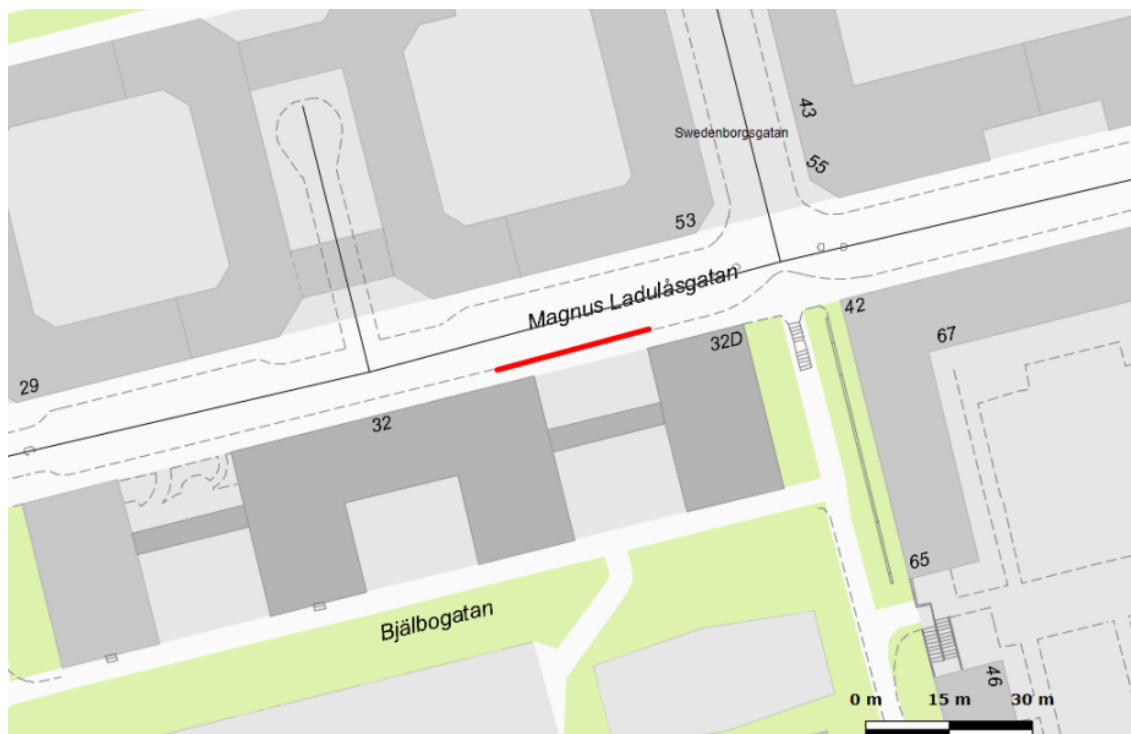 43
Swedenborgsgatan
55
53
Magnus Ladulåsgatan
42
32D
67
29
32
65
Bjälbogatan
46
0 m 15 m 30 m